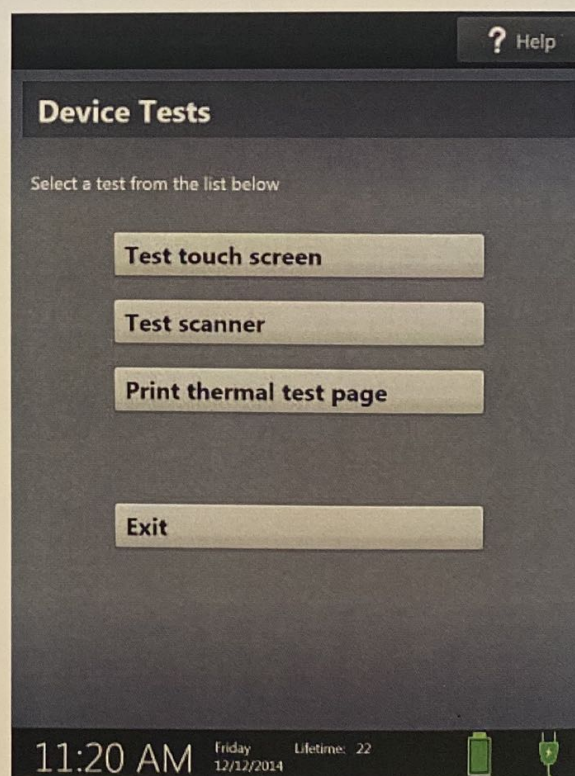 ? Help
Device Tests
Select a test from the list below
Test touch screen
Test scanner
Print thermal test page
Exit
11:20 AM Friday Lifetime: 22
12/12/2014